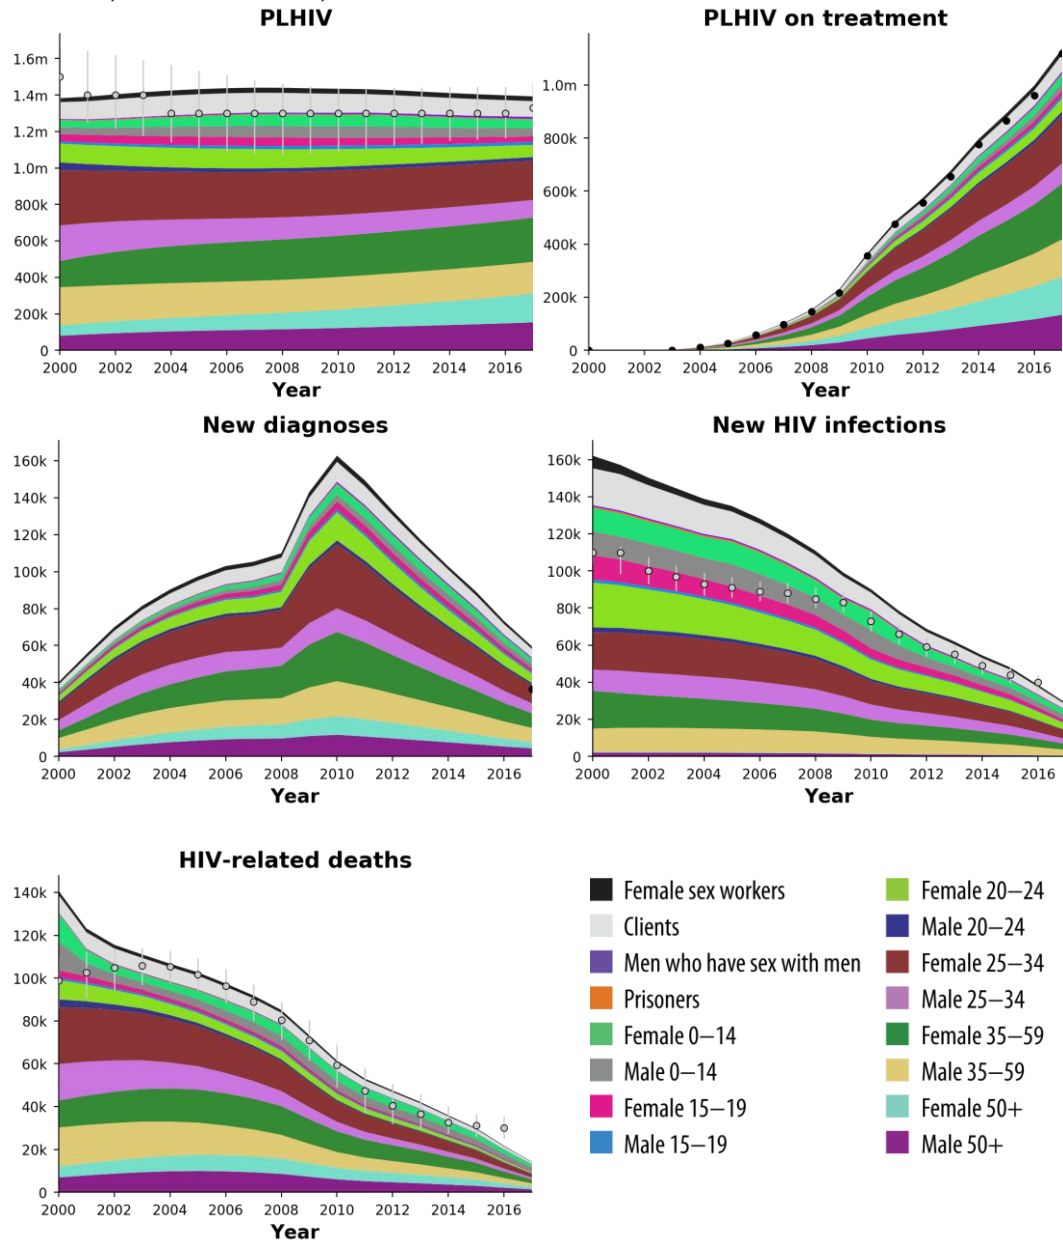 PLHIV
1.6m
1.4m
1.2m
1.0m
800k
600k
400k
200k
0
2000 2002 2004 2006 2008 2010 2012 2014 2016
Year
PLHIV on treatment
1.0m
800k
600k
400k
200k
0
2000 2002 2004 2006 2008 2010 2012 2014 2016
Year
New diagnoses
160k
140k
120k
100k
80k
60k
40k
20k
0
2000 2002 2004 2006 2008 2010 2012 2014 2016
Year
New HIV infections
160k
140k
120k
100k
80k
60k
40k
20k
0
2000 2002 2004 2006 2008 2010 2012 2014 2016
Year
HIV-related deaths
140k
120k
100k
80k
60k
40k
20k
0
2000 2002 2004 2006 2008 2010 2012 2014 2016
Year
Female sex workers
Clients
Men who have sex with men
Prisoners
Female 0–14
Male 0–14
Female 15–19
Male 15–19
Female 20–24
Male 20–24
Female 25–34
Male 25–34
Female 35–59
Male 35–59
Female 50+
Male 50+